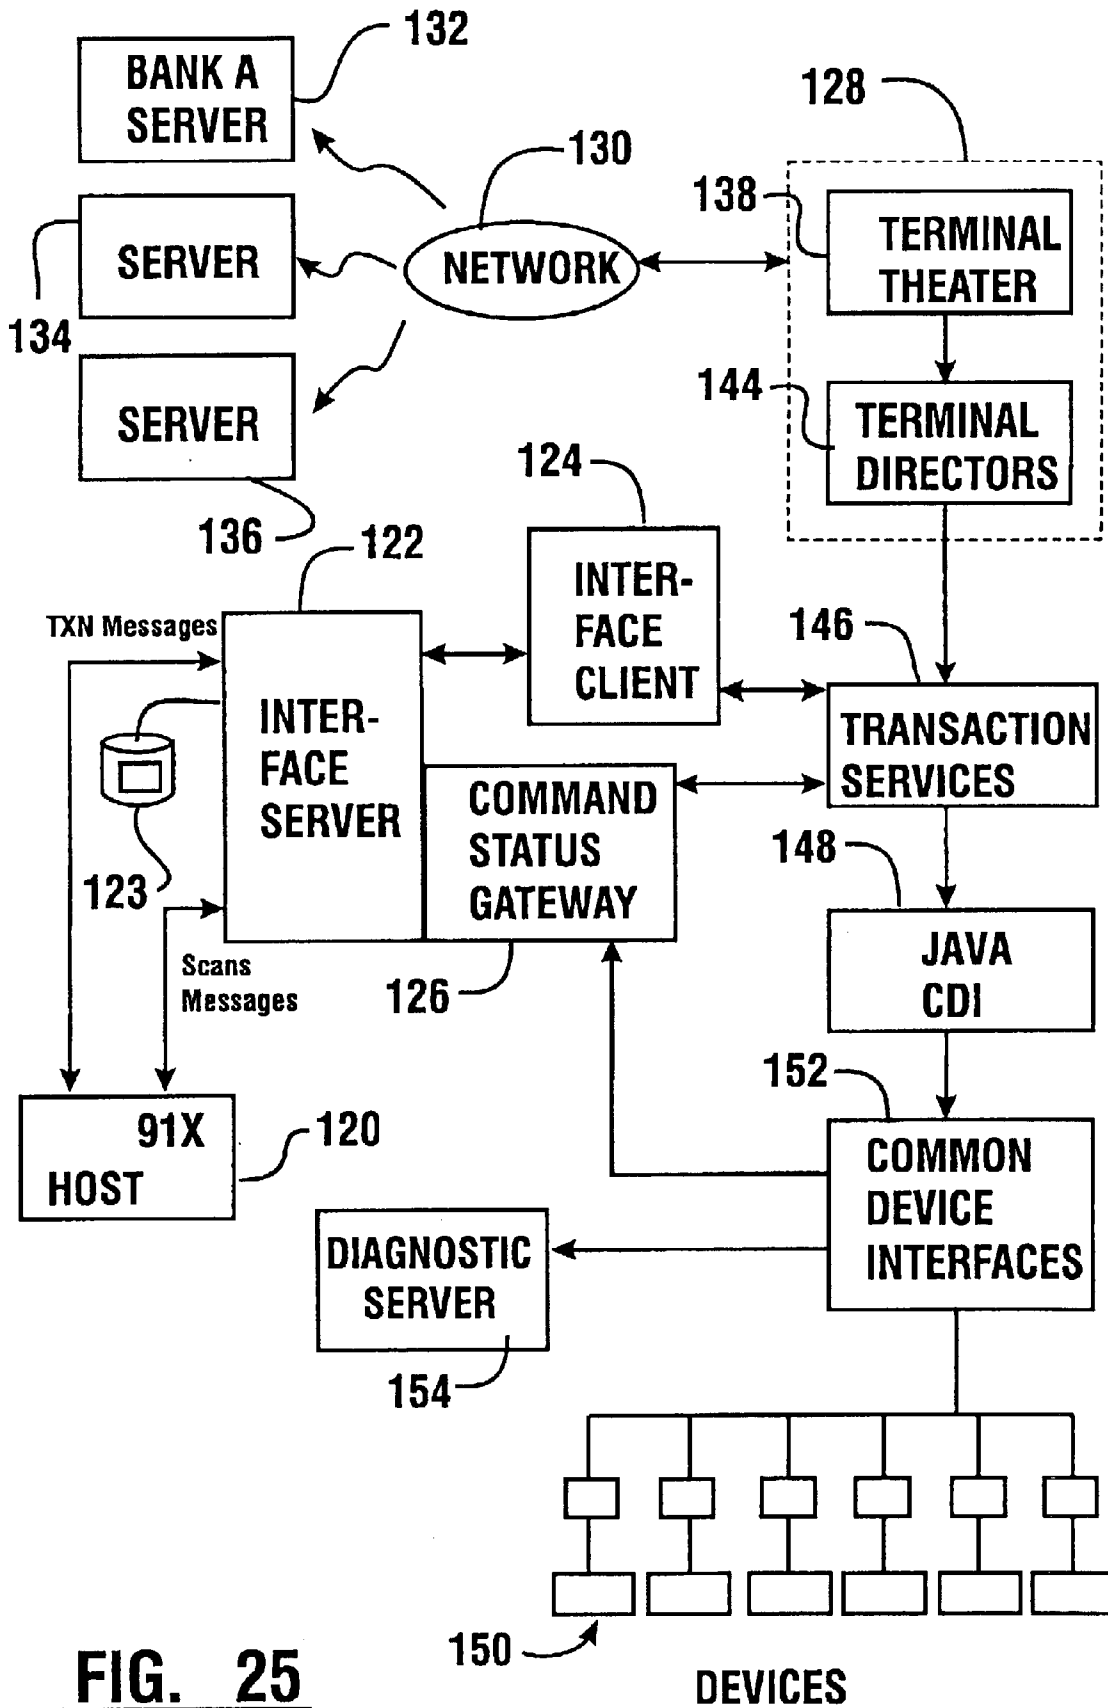 132
BANK A
SERVER
128
130
138
TERMINAL
THEATER
SERVER
NETWORK
134
144
TERMINAL
DIRECTORS
SERVER
124
136
122
INTER-
FACE
CLIENT
TXN Messages
146
INTER-
FACE
SERVER
TRANSACTION
SERVICES
COMMAND
STATUS
GATEWAY
148
123
JAVA
CDI
Scans
Messages
126
152
91X
HOST
120
COMMON
DEVICE
INTERFACES
DIAGNOSTIC
SERVER
154
150
DEVICES
FIG. 25